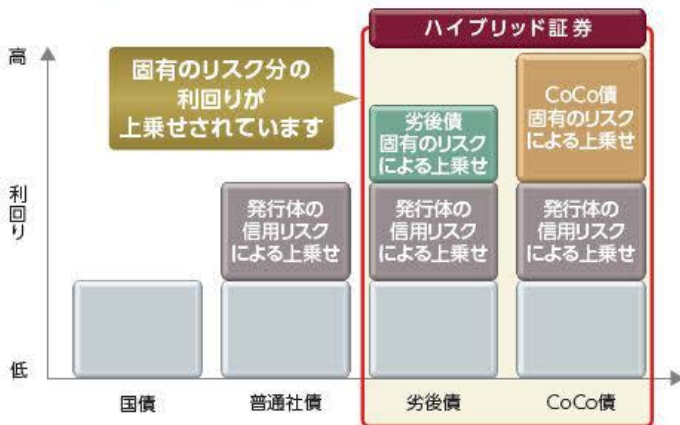 ハイブリッド証券
高
固有のリスク分の
利回りが
上乗せされています
CoCo債
固有のリスク
による上乗せ
劣後債
固有のリスク
による上乗せ
利回り
発行体の
信用リスク
による上乗せ
発行体の
信用リスク
による上乗せ
発行体の
信用リスク
による上乗せ
低
国債
普通社債
劣後債
CoCo債